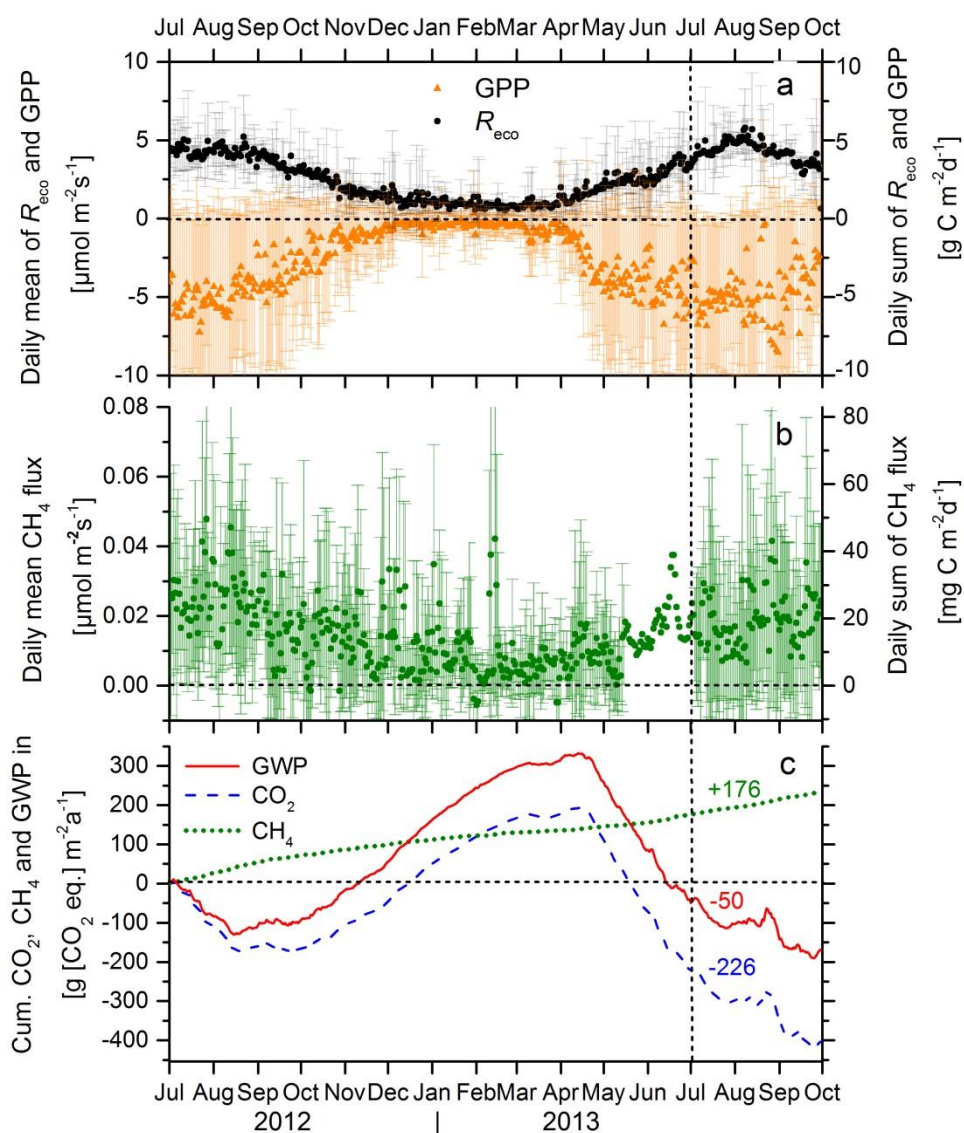 Jul Aug Sep Oct Nov Dec Jan Feb Mar Apr May Jun Jul Aug Sep Oct
Daily mean of Reco and GPP
[µmol m-2s-1]
10
5
0
-5
-10
GPP
Reco
a
10
5
0
-5
-10
Daily sum of Reco and GPP
[g C m-2d-1]
Daily mean CH4 flux
[µmol m-2s-1]
0.08
0.06
0.04
0.02
0.00
b
80
60
40
20
0
Daily sum of CH4 flux
[mg C m-2d-1]
Cum. CO2, CH4 and GWP in
[g [CO2 eq.] m-2a-1]
300
200
100
0
-100
-200
-300
-400
GWP
CO2
CH4
c
+176
-50
-226
Jul Aug Sep Oct Nov Dec Jan Feb Mar Apr May Jun Jul Aug Sep Oct
2012 | 2013